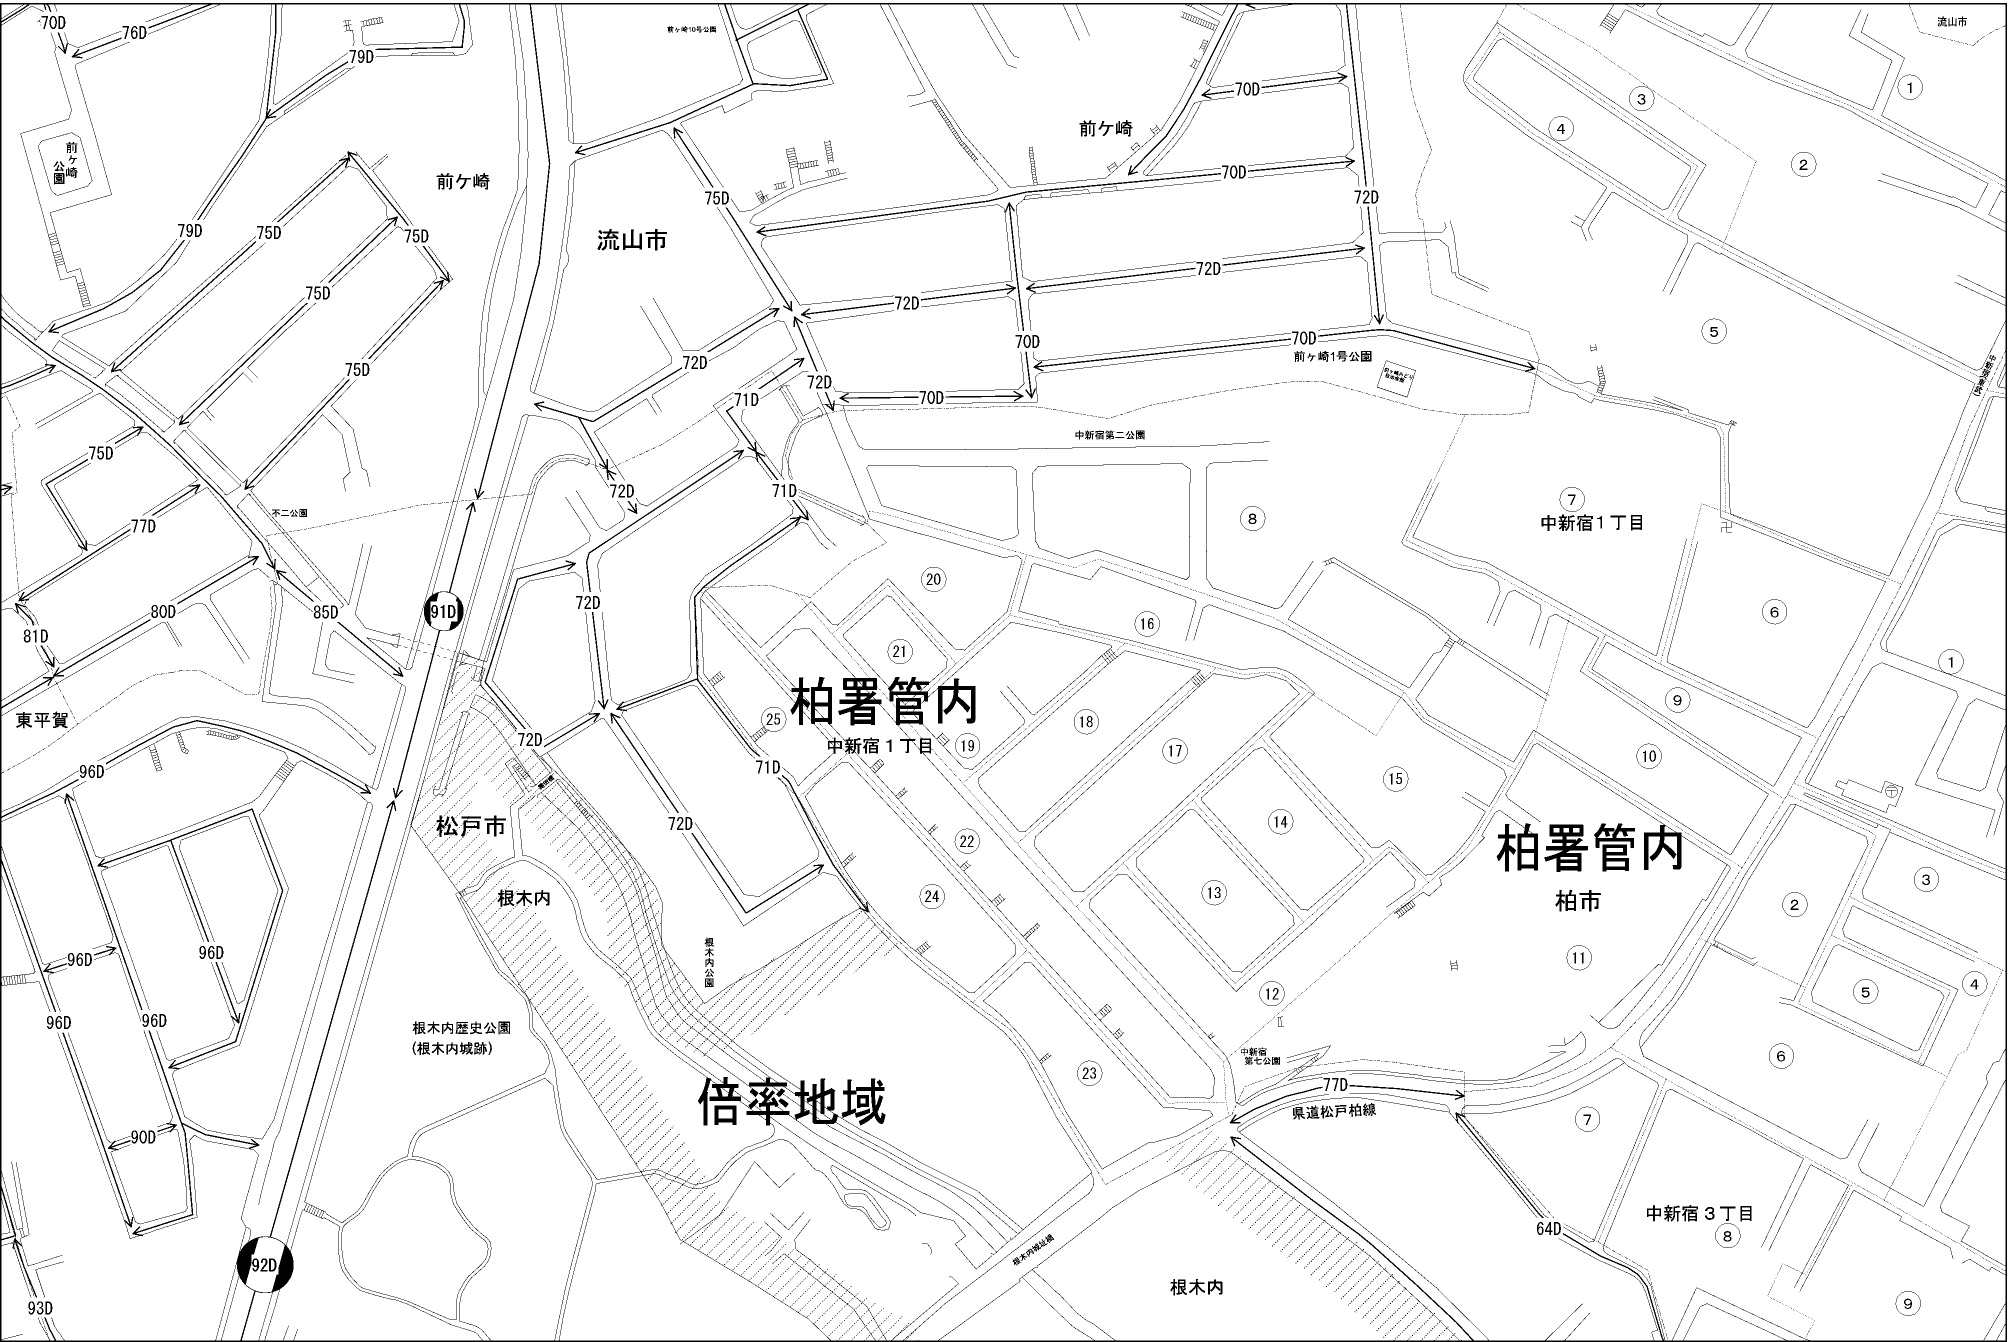 70D
76D
79D
前ヶ崎10号公園
流山市
70D
①
③
④
②
前ヶ崎
公園
前ケ崎
前ケ崎
70D
75D
72D
79D
75D
75D
流山市
72D
75D
72D
70D
⑤
75D
72D
72D
70D
前ヶ崎1号公園
71D
70D
中新宿第二公園
75D
71D
72D
⑦
中新宿1丁目
⑧
77D
不二公園
⑳
80D
85D
91D
72D
⑯
⑥
81D
㉑
①
柏署管内
中新宿1丁目
⑨
東平賀
㉕
⑱
⑲
⑰
⑩
96D
72D
71D
⑮
松戸市
72D
⑭
㉒
柏署管内
柏市
根木内
㉔
⑬
②
③
96D
96D
根木内公園
⑪
⑫
④
⑤
96D
96D
根木内歴史公園
(根木内城跡)
中新宿
第七公園
⑥
㉓
倍率地域
77D
県道松戸柏線
⑦
90D
64D
中新宿3丁目
⑧
根木内城址橋
92D
根木内
93D
⑨